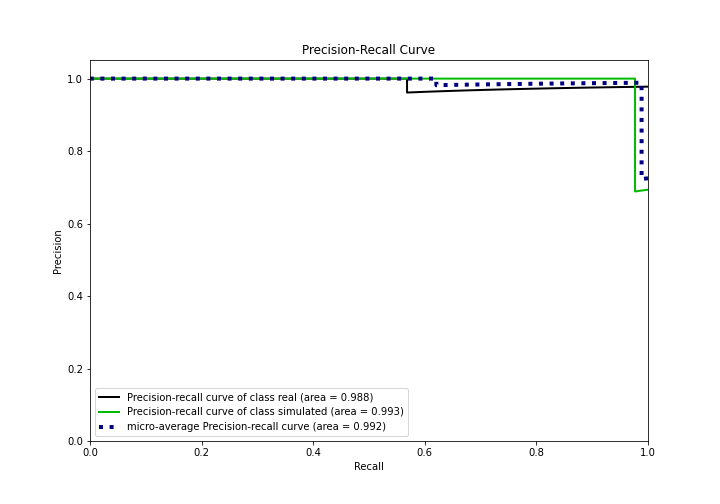 Precision-Recall Curve
1.0
0.8
0.6
0.4
0.2
0.0
Precision
Precision-recall curve of class real (area = 0.988)
Precision-recall curve of class simulated (area = 0.993)
micro-average Precision-recall curve (area = 0.992)
0.0 0.2 0.4 0.6 0.8 1.0
Recall